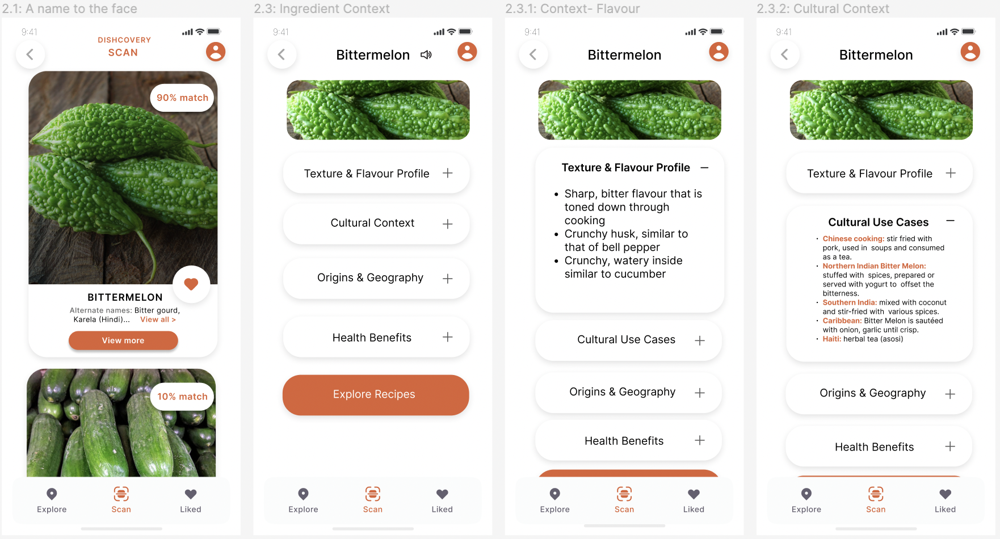 2.1: A name to the face
9:41
DISHCOVERY
SCAN
90% match
BITTERMELON
Alternate names: Bitter gourd,
Karela (Hindi)... View all >
View more
10% match
Explore
Scan
Liked
2.3: Ingredient Context
9:41
Bittermelon
Texture & Flavour Profile
Cultural Context
Origins & Geography
Health Benefits
Explore Recipes
Explore
Scan
Liked
2.3.1: Context- Flavour
9:41
Bittermelon
Texture & Flavour Profile
• Sharp, bitter flavour that is
toned down through
cooking
• Crunchy husk, similar to
that of bell pepper
• Crunchy, watery inside
similar to cucumber
Cultural Use Cases
Origins & Geography
Health Benefits
Explore
Scan
Liked
2.3.2: Cultural Context
9:41
Bittermelon
Texture & Flavour Profile
Cultural Use Cases
• Chinese cooking: stir fried with
pork, used in soups and consumed
as a tea.
• Northern Indian Bitter Melon:
stuffed with spices, prepared or
served with yogurt to offset the
bitterness.
• Southern India: mixed with coconut
and stir-fried with various spices.
• Caribbean: Bitter Melon is sautéed
with onion, garlic until crisp.
• Haiti: herbal tea (asosi)
Origins & Geography
Health Benefits
Explore
Scan
Liked